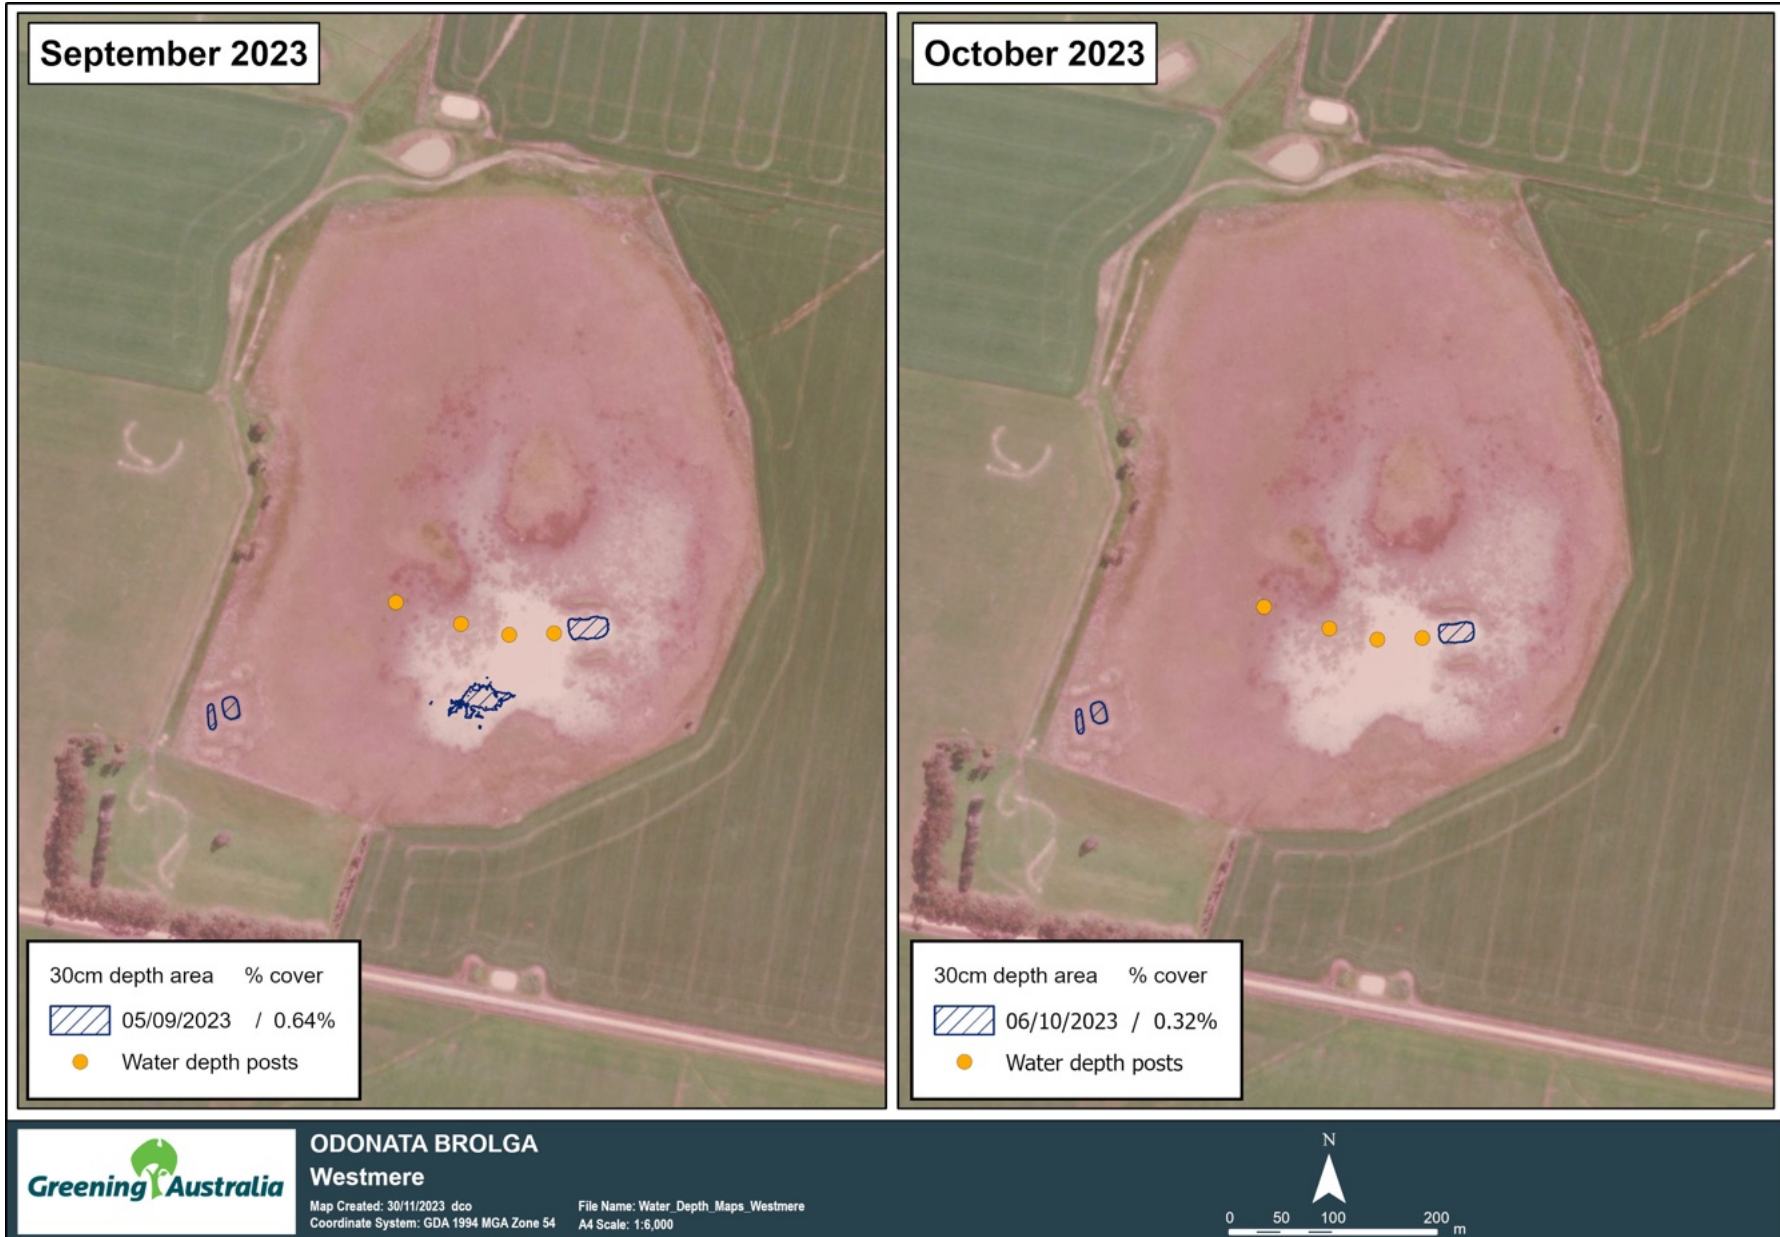 September 2023
30cm depth area % cover
05/09/2023 / 0.64%
Water depth posts
October 2023
30cm depth area % cover
06/10/2023 / 0.32%
Water depth posts
Greening Australia
ODONATA BROLGA
Westmere
Map Created: 30/11/2023 dco
Coordinate System: GDA 1994 MGA Zone 54
File Name: Water_Depth_Maps_Westmere
A4 Scale: 1:6,000
N
0 50 100 200
m